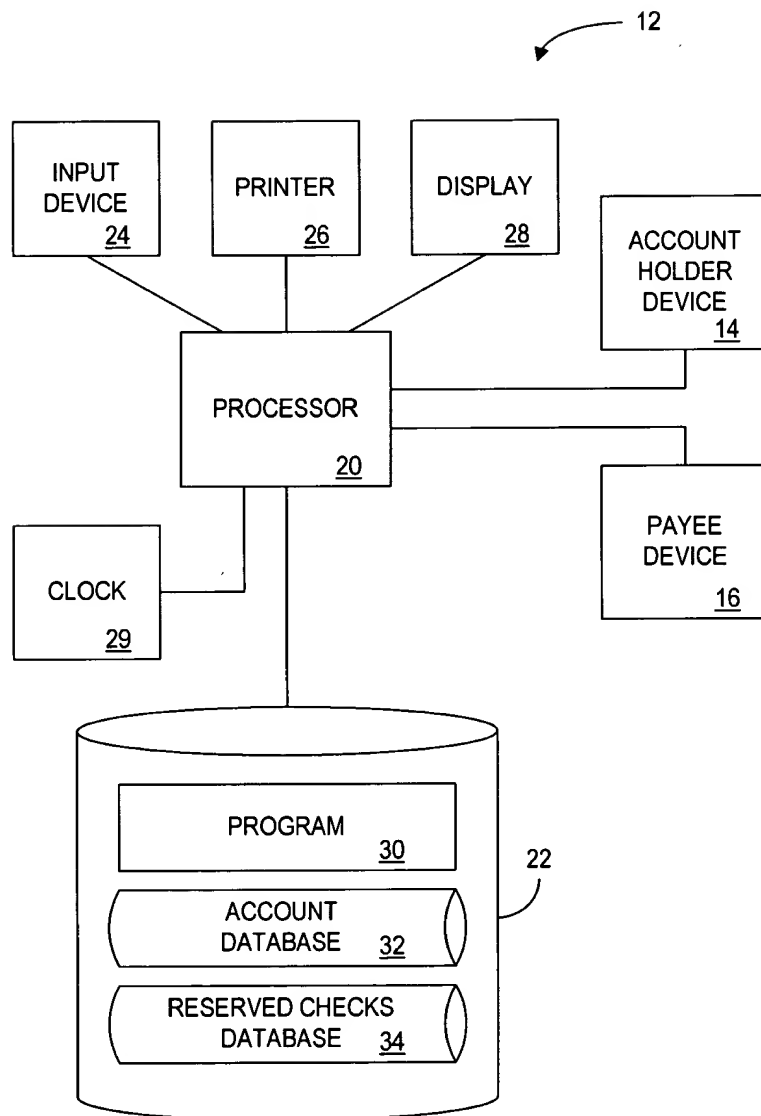 12
INPUT
DEVICE
24
PRINTER
26
DISPLAY
28
ACCOUNT
HOLDER
DEVICE
14
PROCESSOR
20
PAYEE
DEVICE
16
CLOCK
29
PROGRAM
30
22
ACCOUNT
DATABASE
32
RESERVED CHECKS
DATABASE
34